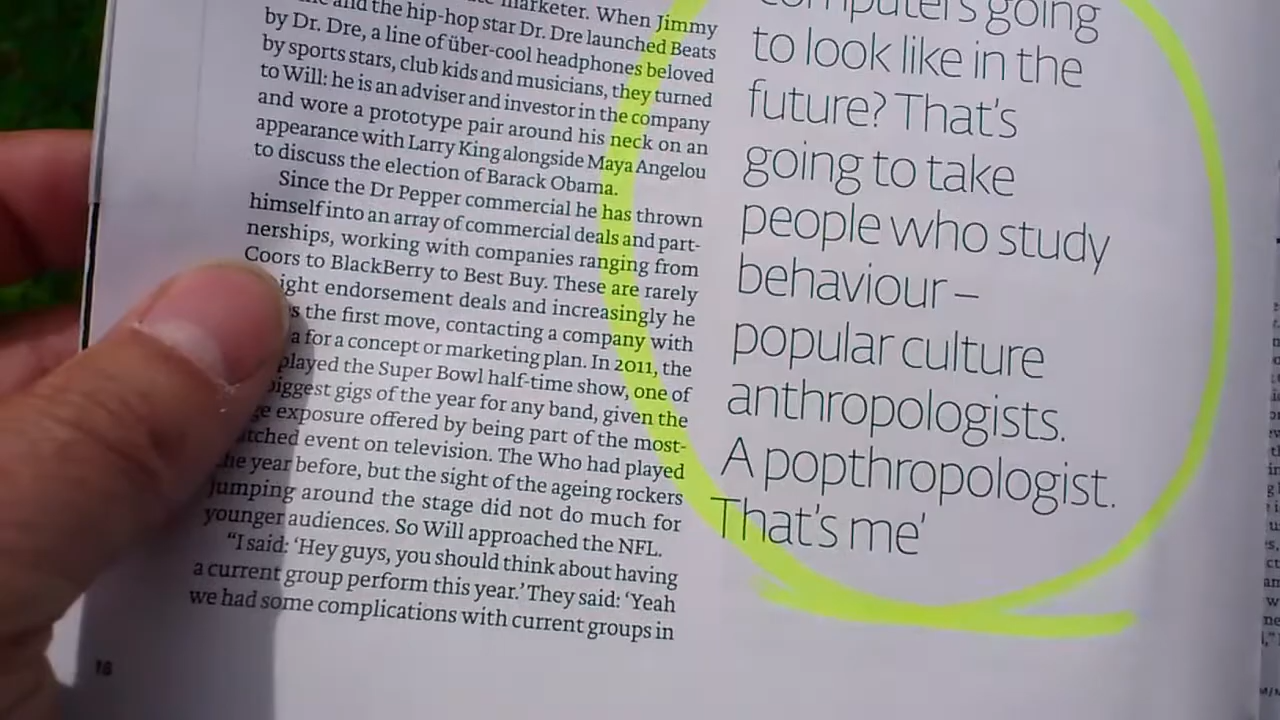 and the hip-hop star Dr. Dre launched Beats
marketer. When Jimmy
by Dr. Dre, a line of über-cool headphones beloved
by sports stars, club kids and musicians, they turned
to Will: he is an adviser and investor in the company
and wore a prototype pair around his neck on an
appearance with Larry King alongside Maya Angelou
to discuss the election of Barack Obama.
Since the Dr Pepper commercial he has thrown
himself into an array of commercial deals and part-
nerships, working with companies ranging from
Coors to BlackBerry to Best Buy. These are rarely
endorsement deals and increasingly he
the first move, contacting a company with
a for a concept or marketing plan. In 2011, the
played the Super Bowl half-time show, one of
biggest gigs of the year for any band, given the
exposure offered by being part of the most-
event on television. The Who had played
the year before, but the sight of the ageing rockers
jumping around the stage did not do much for
younger audiences. So Will approached the NFL.
“I said: ‘Hey guys, you should think about having
a current group perform this year.’ They said: ‘Yeah
we had some complications with current groups in
16
computers going
to look like in the
future? That's
going to take
people who study
behaviour –
popular culture
anthropologists.
A popthropologist.
That's me'